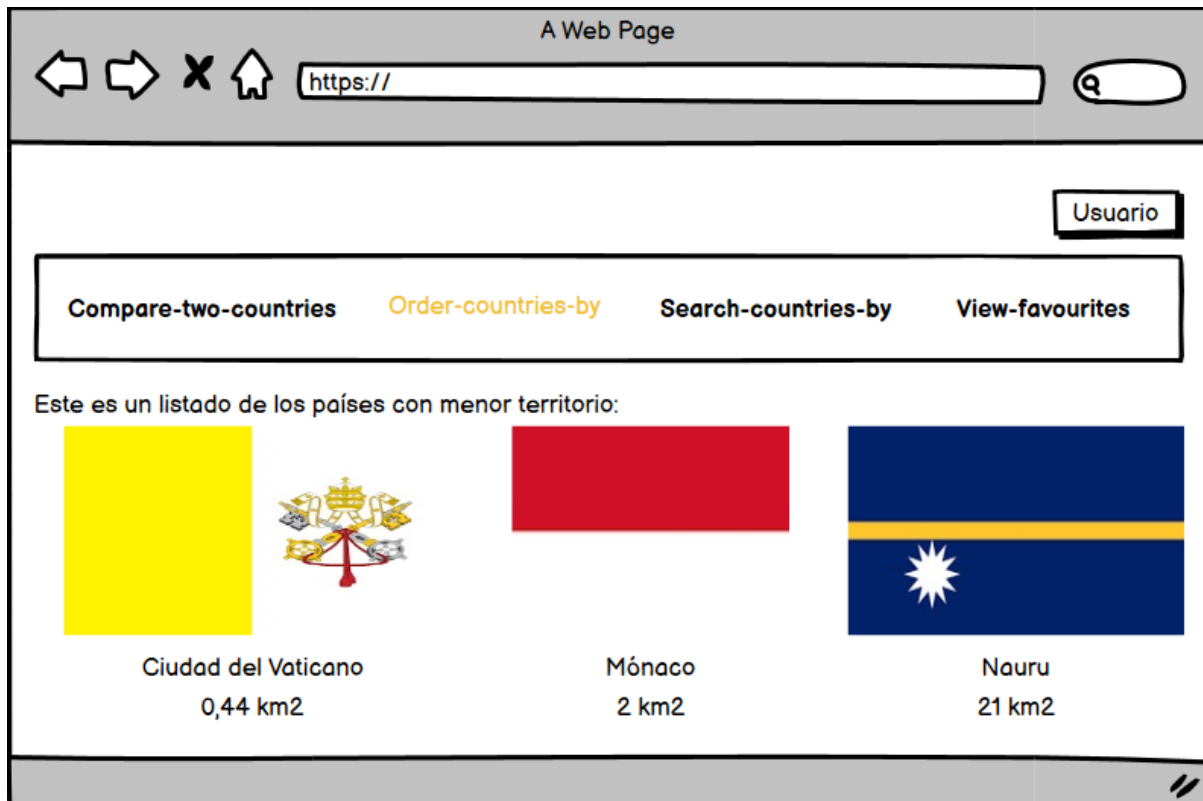 A Web Page
https://
Usuario
Compare-two-countries Order-countries-by Search-countries-by View-favourites
Este es un listado de los países con menor territorio:
Ciudad del Vaticano Mónaco Nauru
0,44 km2 2 km2 21 km2